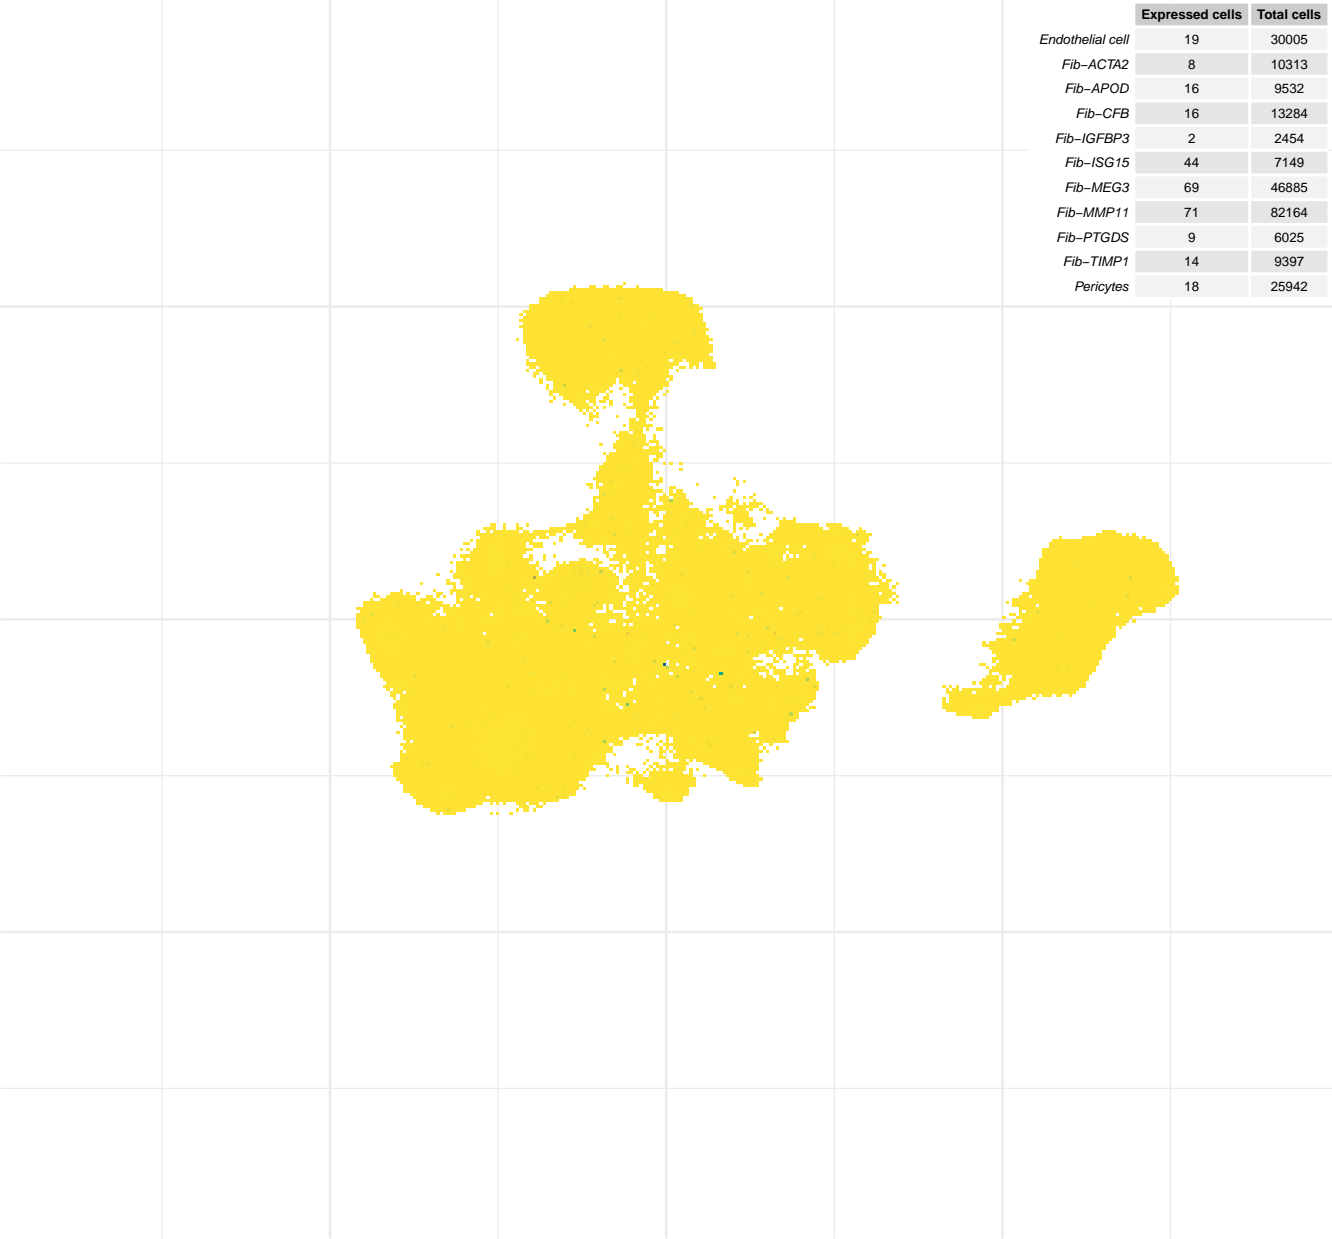 Expressed cells Total cells
Endothelial cell 19 30005
Fib−ACTA2 8 10313
Fib−APOD 16 9532
Fib−CFB 16 13284
Fib−IGFBP3 2 2454
Fib−ISG15 44 7149
Fib−MEG3 69 46885
Fib−MMP11 71 82164
Fib−PTGDS 9 6025
Fib−TIMP1 14 9397
Pericytes 18 25942